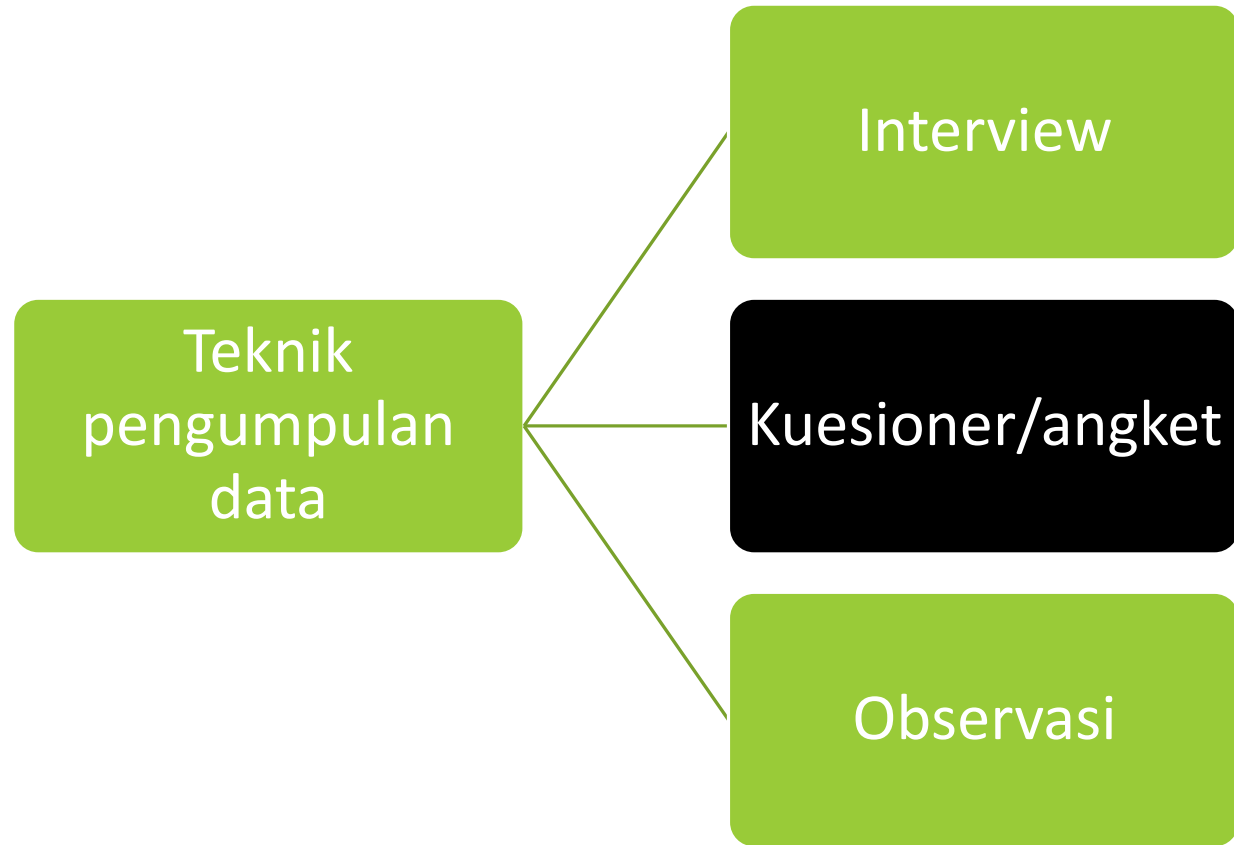 Interview
Teknik
pengumpulan
data
Kuesioner/angket
Observasi